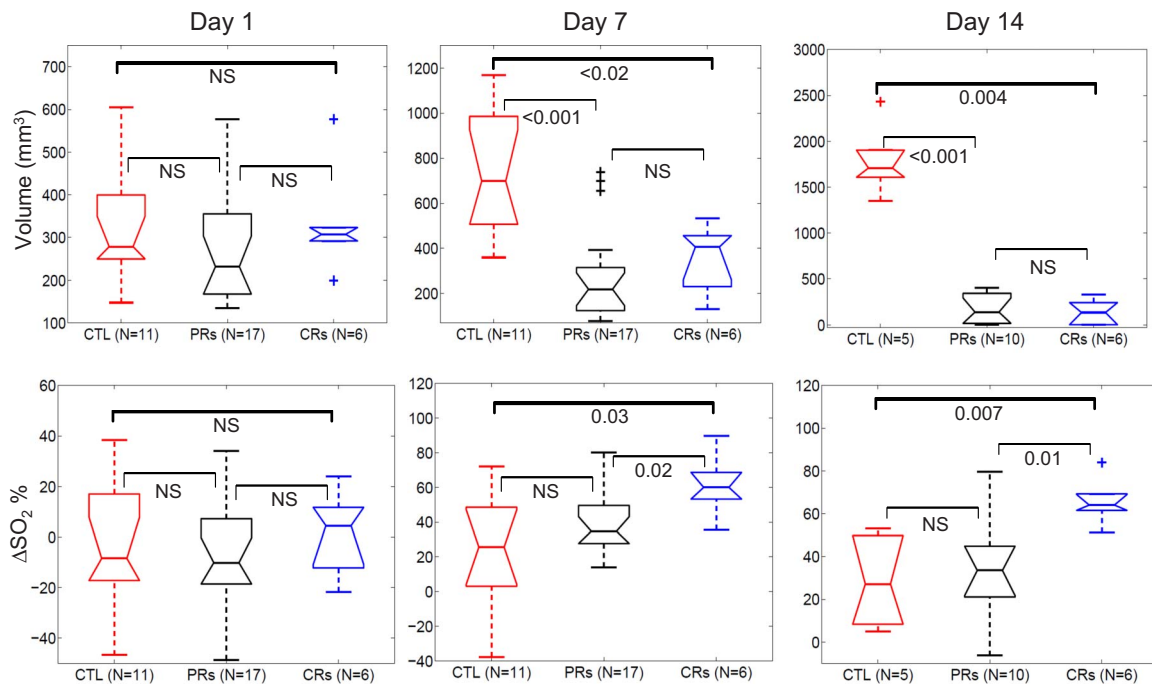 Day 1
Day 7
Day 14
Volume (mm³)
700
600
500
400
300
200
100
NS
NS
NS
CTL (N=11)
PRs (N=17)
CRs (N=6)
1200
1000
800
600
400
200
<0.02
<0.001
NS
CTL (N=11)
PRs (N=17)
CRs (N=6)
3000
2500
2000
1500
1000
500
0
0.004
<0.001
NS
CTL (N=5)
PRs (N=10)
CRs (N=6)
ΔSO₂ %
60
40
20
0
−20
−40
NS
NS
NS
CTL (N=11)
PRs (N=17)
CRs (N=6)
120
100
80
60
40
20
0
−20
−40
0.03
0.02
NS
CTL (N=11)
PRs (N=17)
CRs (N=6)
120
100
80
60
40
20
0
0.007
0.01
NS
CTL (N=5)
PRs (N=10)
CRs (N=6)